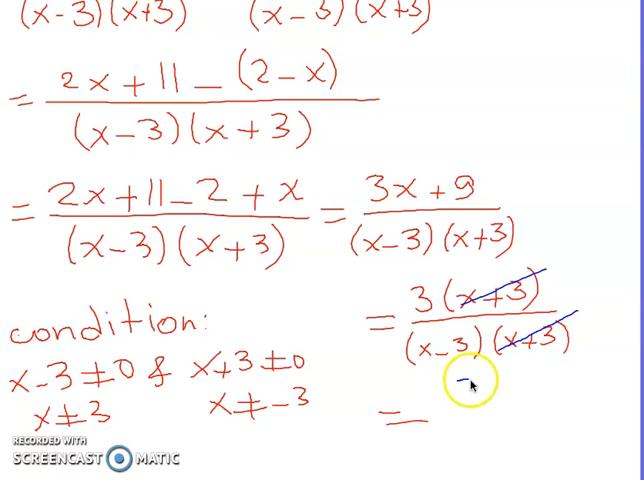 (x-3)(x+3) (x-3)(x+3)
= 2x+11-(2-x) / (x-3)(x+3)
= 2x+11-2+x / (x-3)(x+3) = 3x+9 / (x-3)(x+3)
= 3(x+3) / (x-3)(x+3)
condition:
x-3≠0 & x+3≠0
x≠3 x≠-3
=
RECORDED WITH
SCREENCAST MATIC